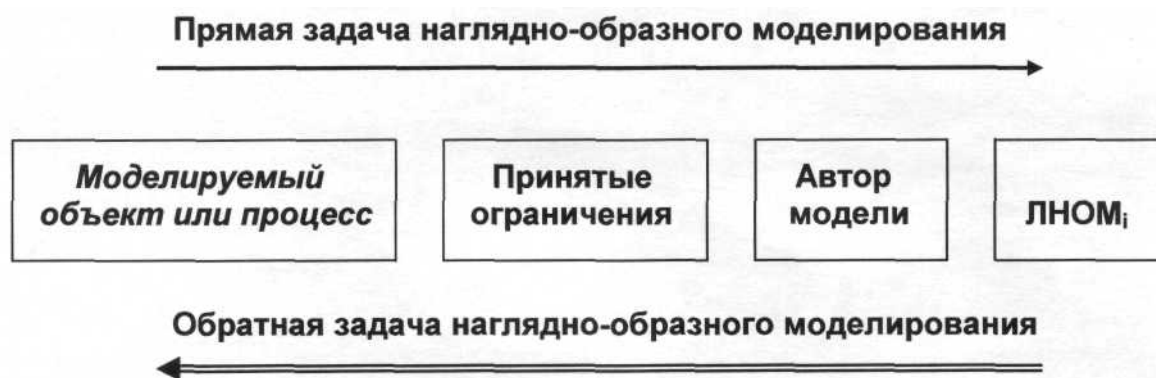 Прямая задача наглядно-образного моделирования
Моделируемый
объект или процесс
Принятые
ограничения
Автор
модели
ЛНОМi
Обратная задача наглядно-образного моделирования